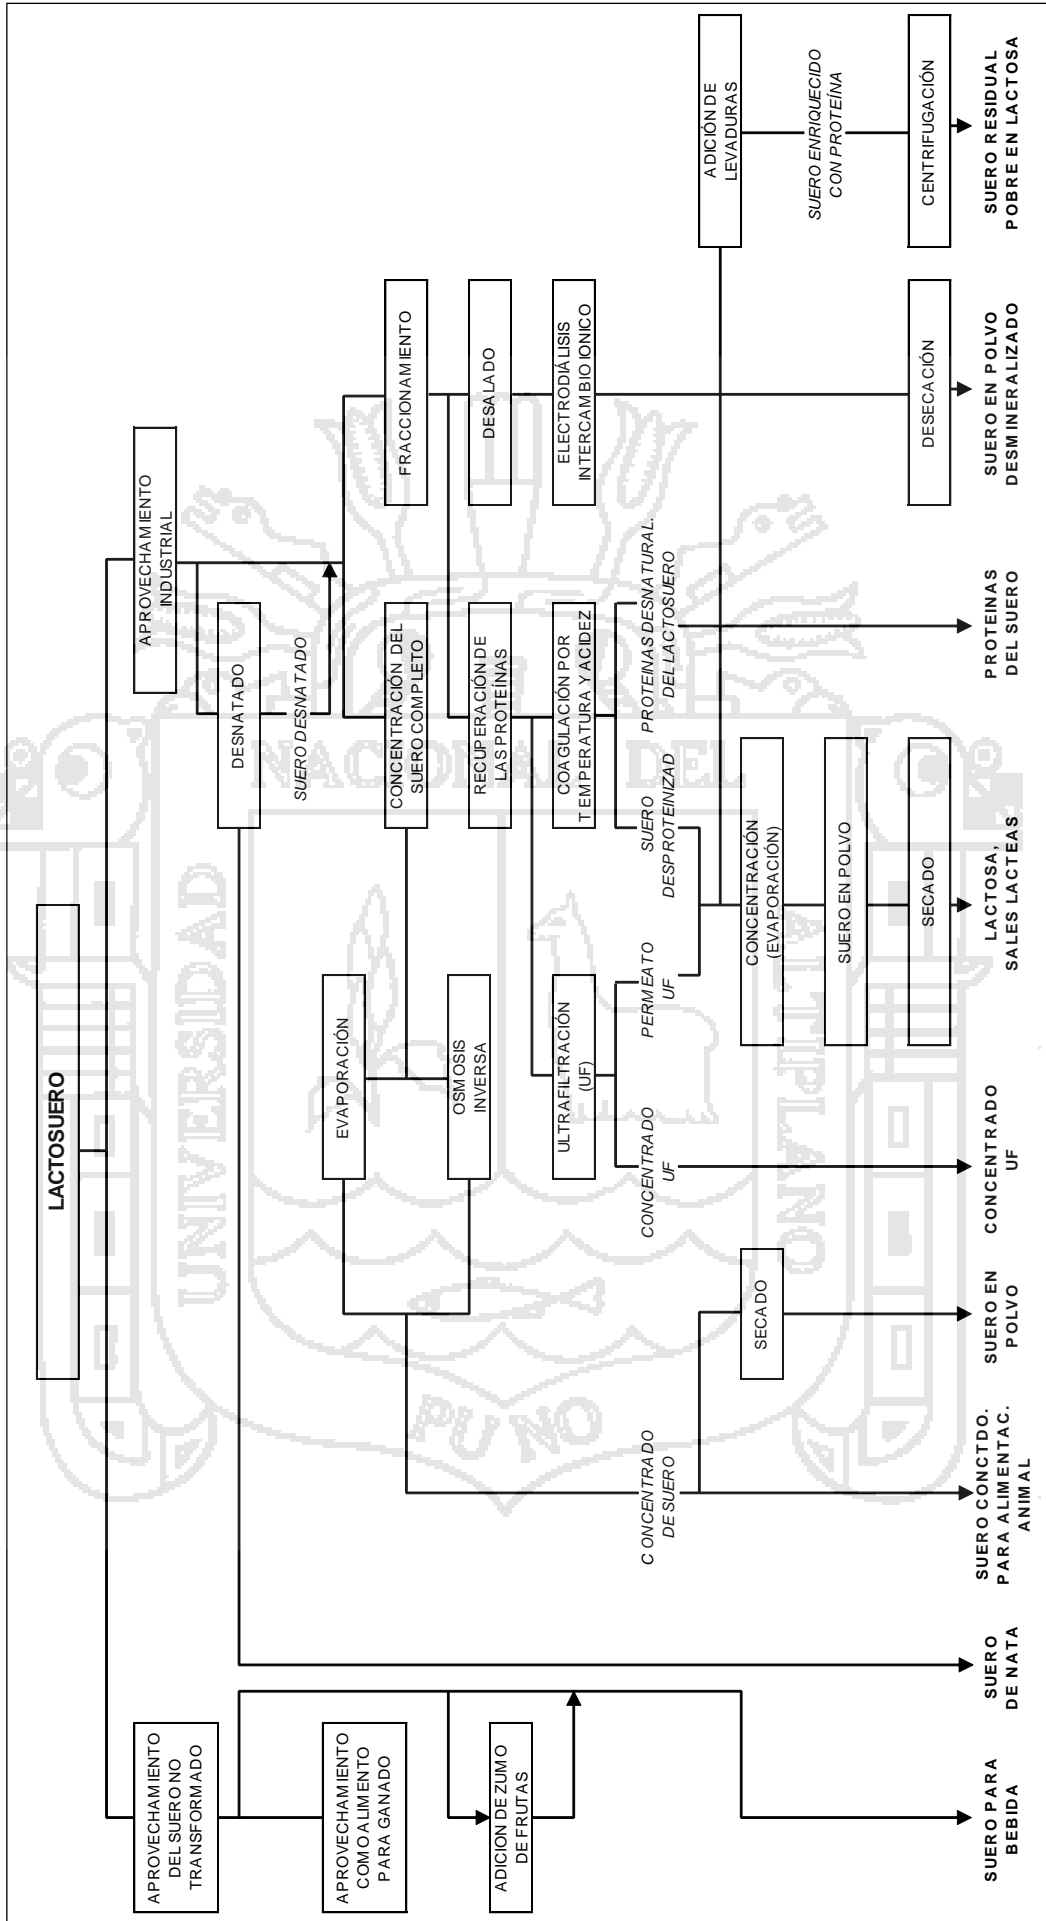 LACTOSUERO
APROVECHAMIENTO
DEL SUERO NO
TRANSFORMADO
APROVECHAMIENTO
INDUSTRIAL
APROVECHAMIENTO
COMO ALIMENTO
PARA GANADO
DESNATADO
SUERO DESNATADO
EVAPORACIÓN
OSMOSIS
INVERSA
CONCENTRACIÓN DEL
SUERO COMPLETO
FRACCIONAMIENTO
ADICION DE ZUMO
DE FRUTAS
RECUPERACIÓN DE
LAS PROTEÍNAS
DESALADO
ULTRAFILTRACIÓN
(UF)
COAGULACIÓN POR
TEMPERATURA Y ACIDEZ
ELECTRODIÁLISIS
INTERCAMBIO IONICO
CONCENTRADO
DE SUERO
CONCENTRADO
UF
PERMEATO
UF
SUERO
DESPROTEINIZAD
PROTEINAS DESNATURAL.
DEL LACTOSUERO
ADICIÓN DE
LEVADURAS
SECADO
CONCENTRACIÓN
(EVAPORACIÓN)
SUERO EN POLVO
SUERO ENRIQUECIDO
CON PROTEÍNA
SECADO
DESECACIÓN
CENTRIFUGACIÓN
SUERO PARA
BEBIDA
SUERO
DE NATA
SUERO CONCTDO.
PARA ALIMENTAC.
ANIMAL
SUERO EN
POLVO
CONCENTRADO
UF
LACTOSA,
SALES LACTEAS
PROTEINAS
DEL SUERO
SUERO EN POLVO
DESMINERALIZADO
SUERO RESIDUAL
POBRE EN LACTOSA
UNIVERSIDAD
NACIONAL DEL
ALTIPLANO
PUNO